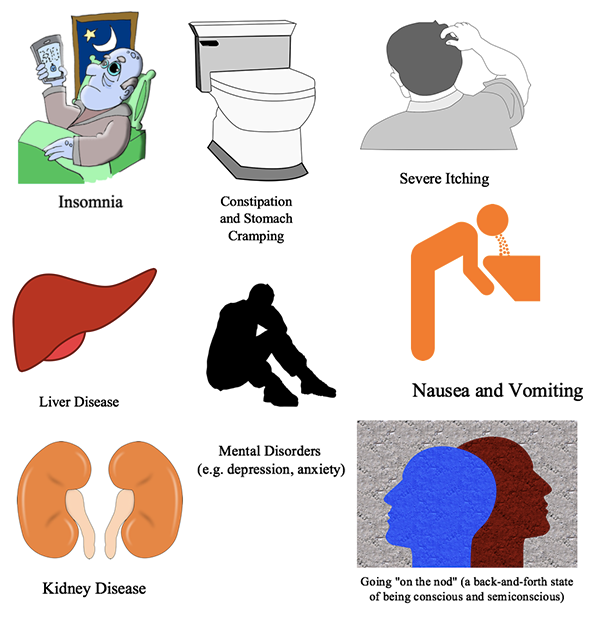 Insomnia
Constipation
and Stomach
Cramping
Severe Itching
Liver Disease
Mental Disorders
(e.g. depression, anxiety)
Nausea and Vomiting
Kidney Disease
Going "on the nod" (a back-and-forth state
of being conscious and semiconscious)